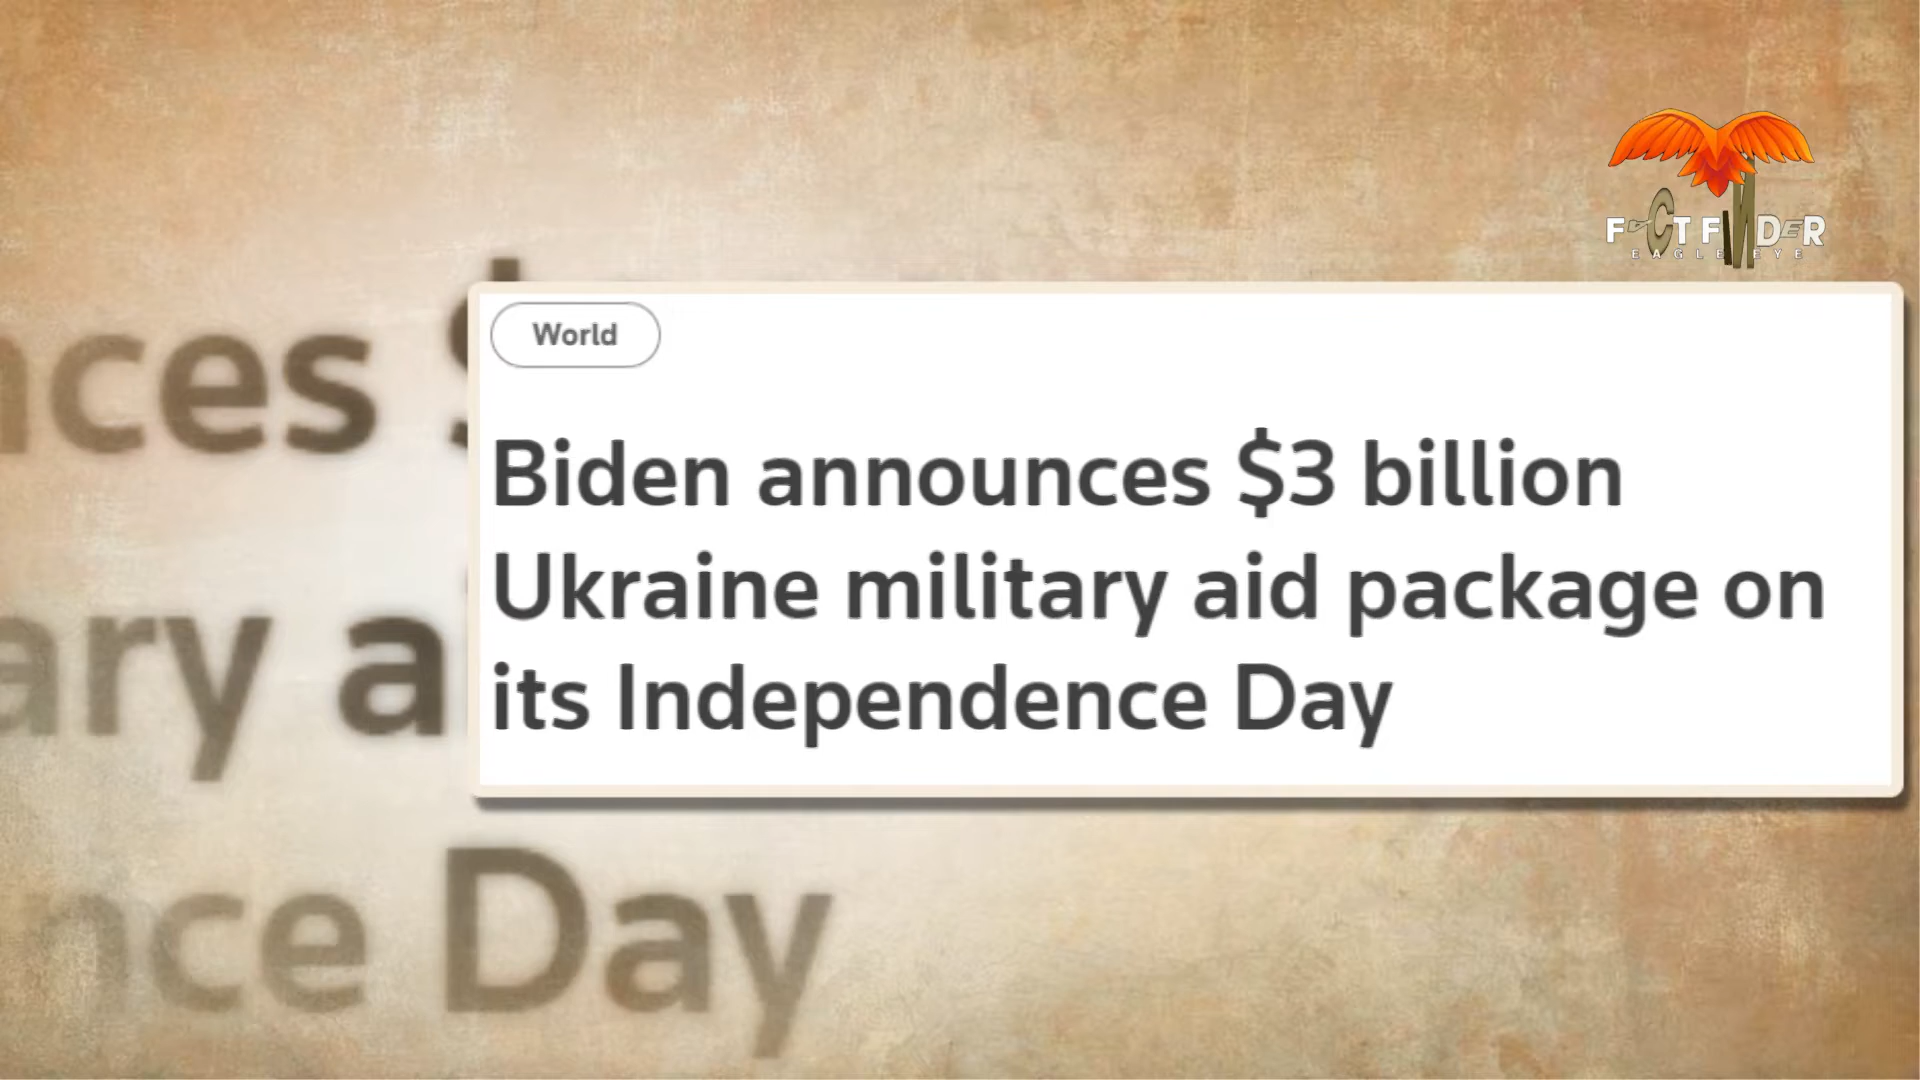 FACT FINDER
EAGLE EYE
nces $
World
Biden announces $3 billion
Ukraine military aid package on
its Independence Day
ary a
nce Day